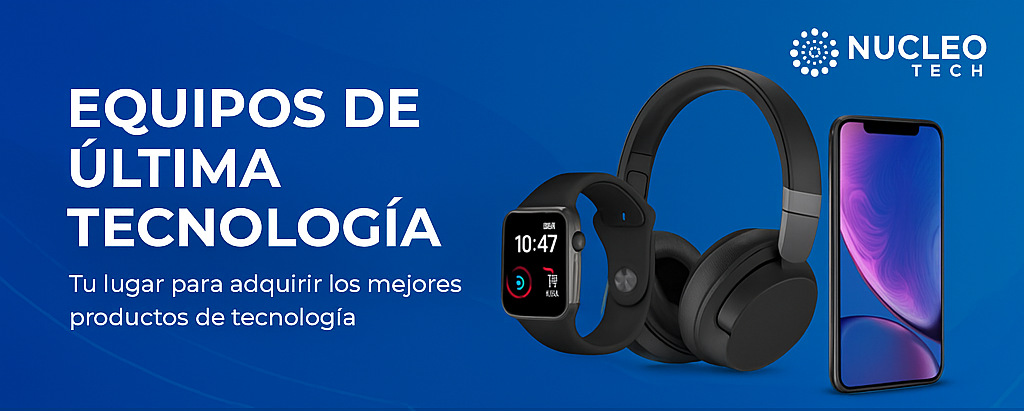 NUCLEO
TECH
EQUIPOS DE
ÚLTIMA
TECNOLOGÍA
Tu lugar para adquirir los mejores
productos de tecnología
10:47